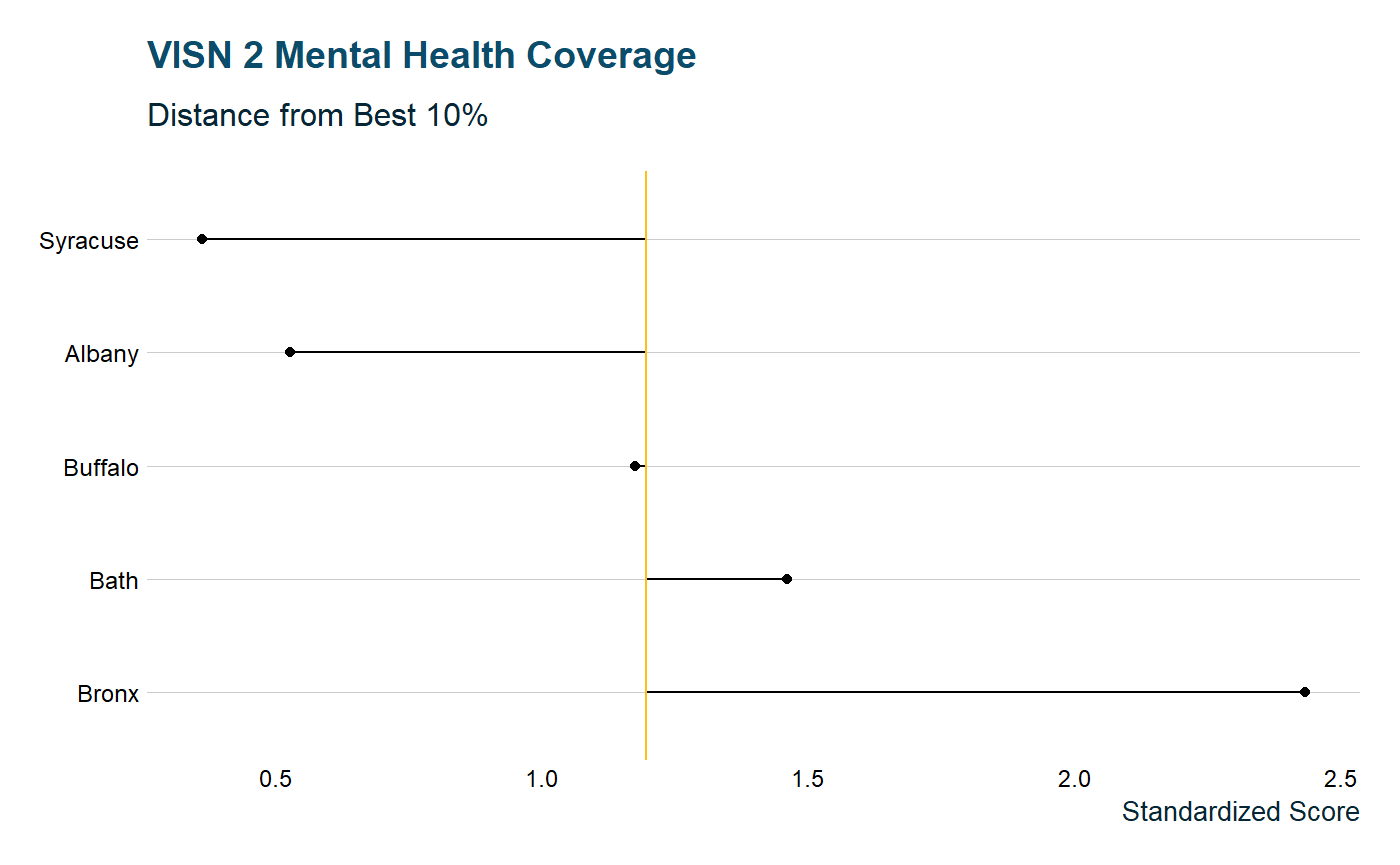 VISN 2 Mental Health Coverage
Distance from Best 10%
Syracuse
Albany
Buffalo
Bath
Bronx
0.5 1.0 1.5 2.0 2.5
Standardized Score